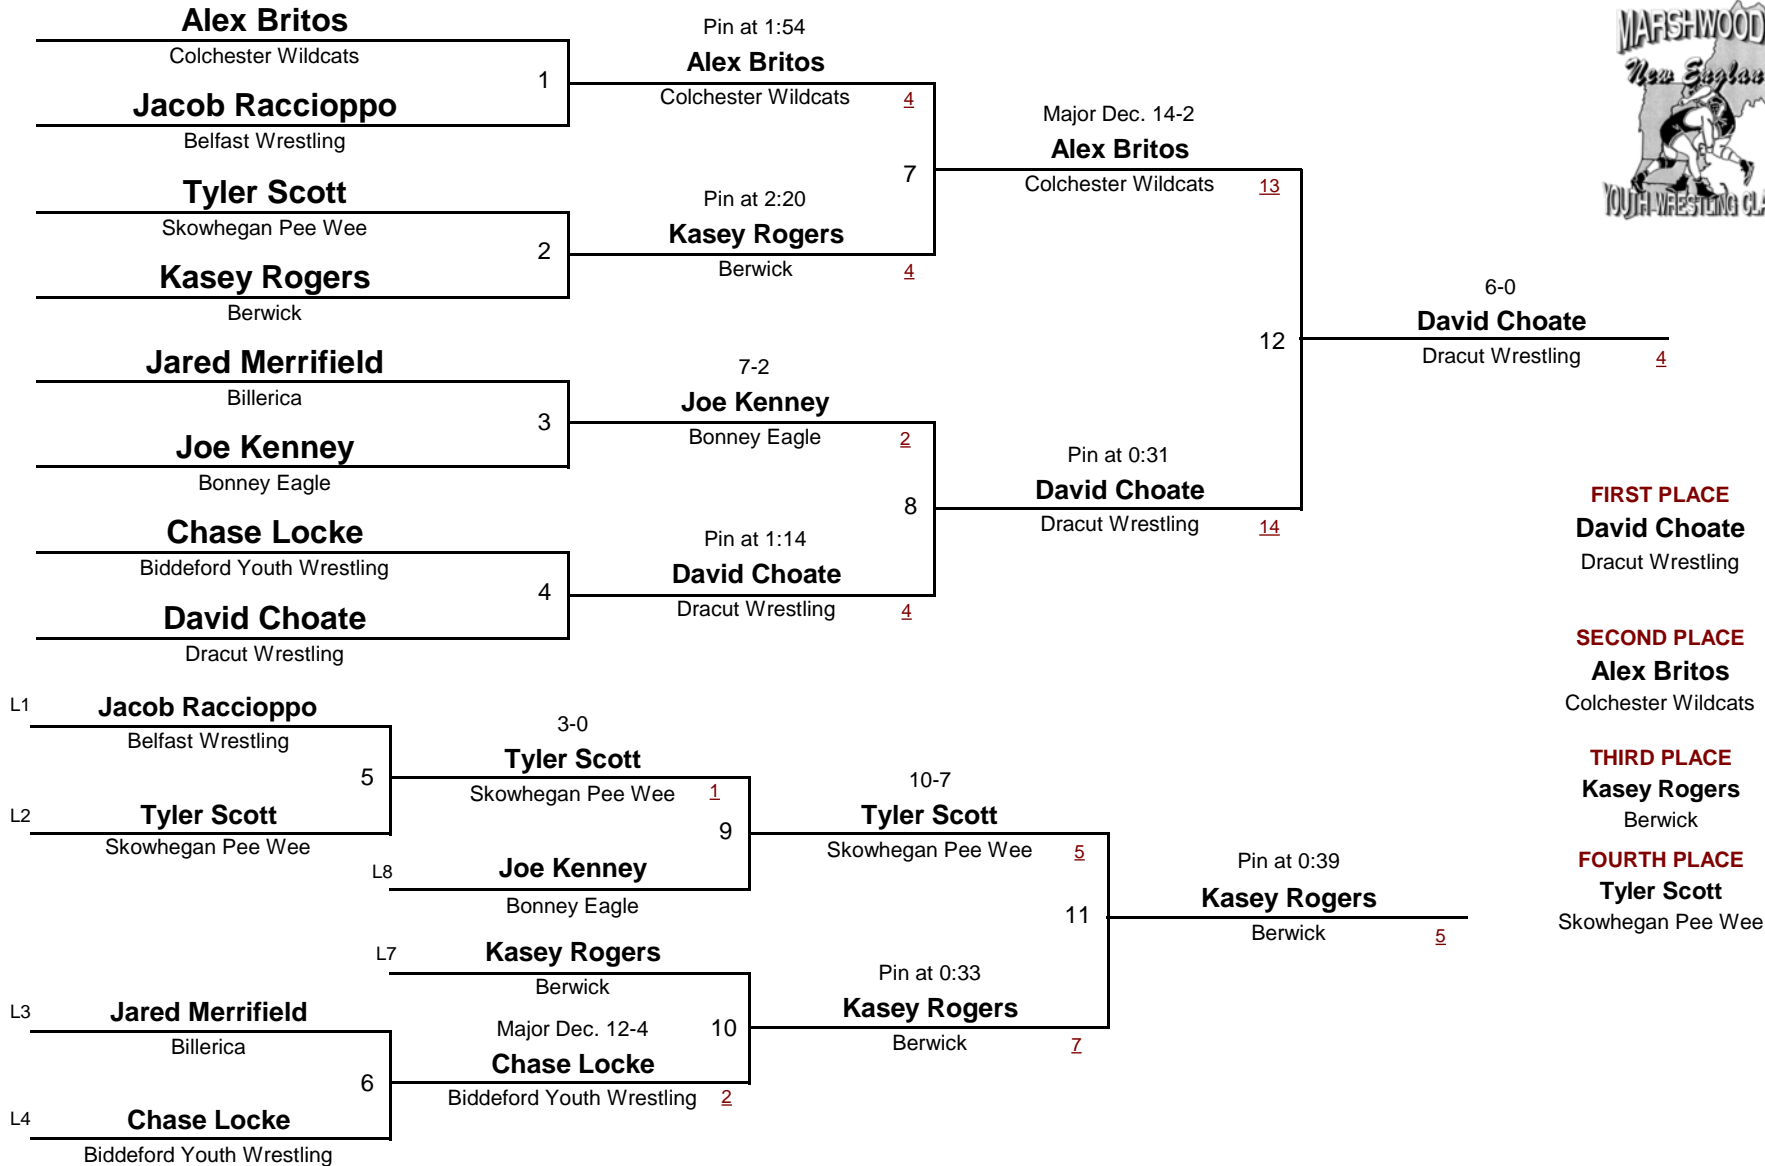 Alex Britos
Colchester Wildcats
1
Jacob Raccioppo
Belfast Wrestling
Tyler Scott
Skowhegan Pee Wee
2
Kasey Rogers
Berwick
Jared Merrifield
Billerica
3
Joe Kenney
Bonney Eagle
Chase Locke
Biddeford Youth Wrestling
4
David Choate
Dracut Wrestling
Pin at 1:54
Alex Britos
Colchester Wildcats 4
7
Pin at 2:20
Kasey Rogers
Berwick 4
7-2
Joe Kenney
Bonney Eagle 2
8
Pin at 1:14
David Choate
Dracut Wrestling 4
Major Dec. 14-2
Alex Britos
Colchester Wildcats 13
12
Pin at 0:31
David Choate
Dracut Wrestling 14
6-0
David Choate
Dracut Wrestling 4
MARSHWOOD
New
YOUTH WRESTLING
FIRST PLACE
David Choate
Dracut Wrestling
SECOND PLACE
Alex Britos
Colchester Wildcats
THIRD PLACE
Kasey Rogers
Berwick
FOURTH PLACE
Tyler Scott
Skowhegan Pee Wee
L1 Jacob Raccioppo
Belfast Wrestling
5
L2 Tyler Scott
Skowhegan Pee Wee
L3 Jared Merrifield
Billerica
6
L4 Chase Locke
Biddeford Youth Wrestling
3-0
Tyler Scott
Skowhegan Pee Wee 1
9
L8 Joe Kenney
Bonney Eagle
L7 Kasey Rogers
Berwick
Major Dec. 12-4 10
Chase Locke
Biddeford Youth Wrestling 2
10-7
Tyler Scott
Skowhegan Pee Wee 5
11
Pin at 0:33
Kasey Rogers
Berwick 7
Pin at 0:39
Kasey Rogers
Berwick 5